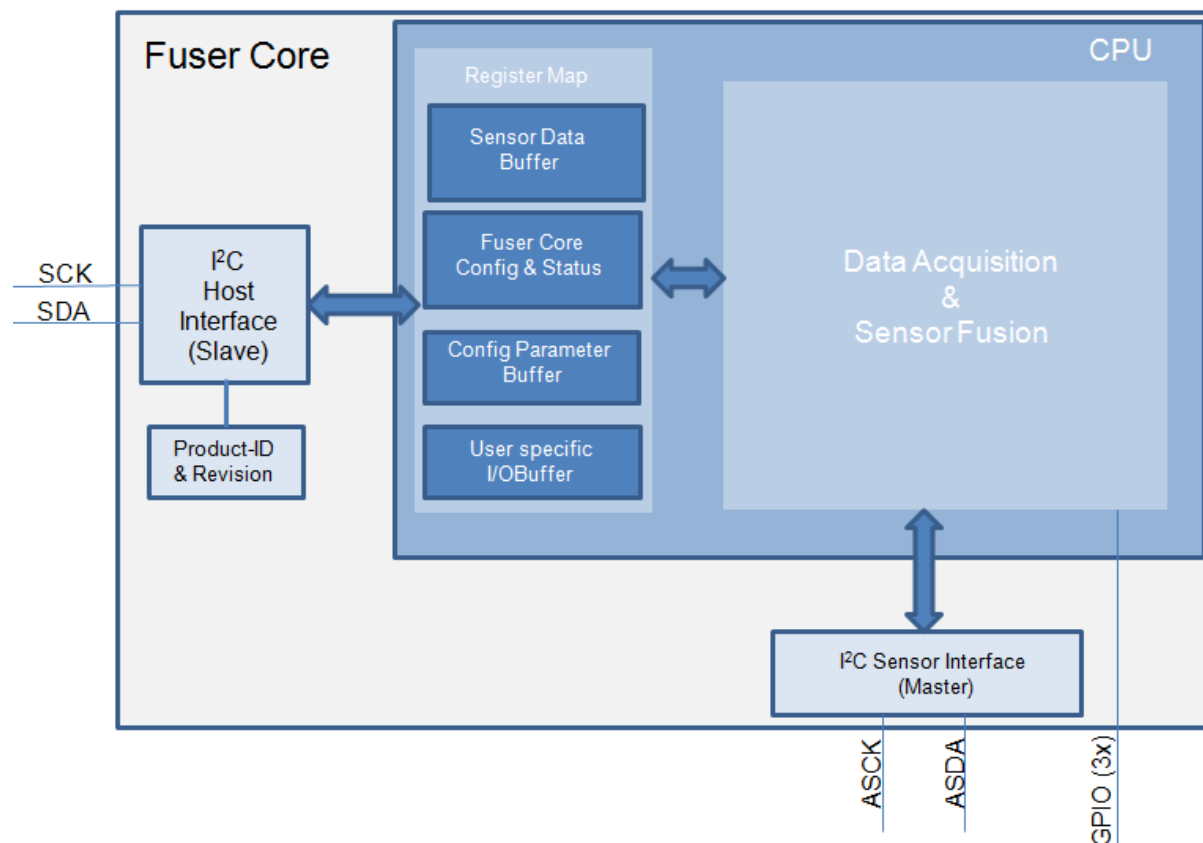 Fuser Core
CPU
Register Map
Sensor Data
Buffer
Fuser Core
Config & Status
Config Parameter
Buffer
User specific
I/OBuffer
Data Acquisition
&
Sensor Fusion
SCK
SDA
I²C
Host
Interface
(Slave)
Product-ID
& Revision
I²C Sensor Interface
(Master)
ASCK
ASDA
GPIO (3x)